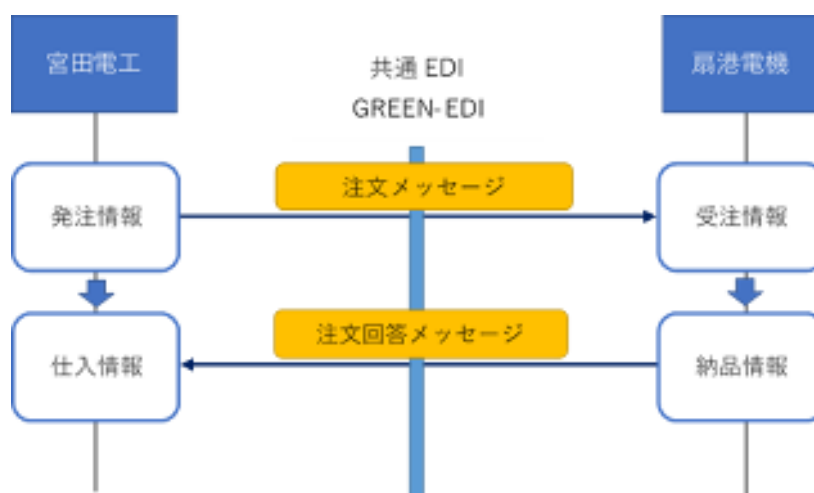 宮田電工
共通 EDI
GREEN-EDI
扇港電機
注文メッセージ
発注情報
受注情報
注文回答メッセージ
仕入情報
納品情報